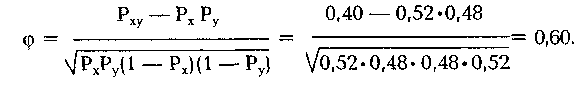 φ = (Pxy — Px Py) / √(PxPy(1 — Px)(1 — Py)) = (0,40 — 0,52·0,48) / √(0,52·0,48·0,48·0,52) = 0,60.